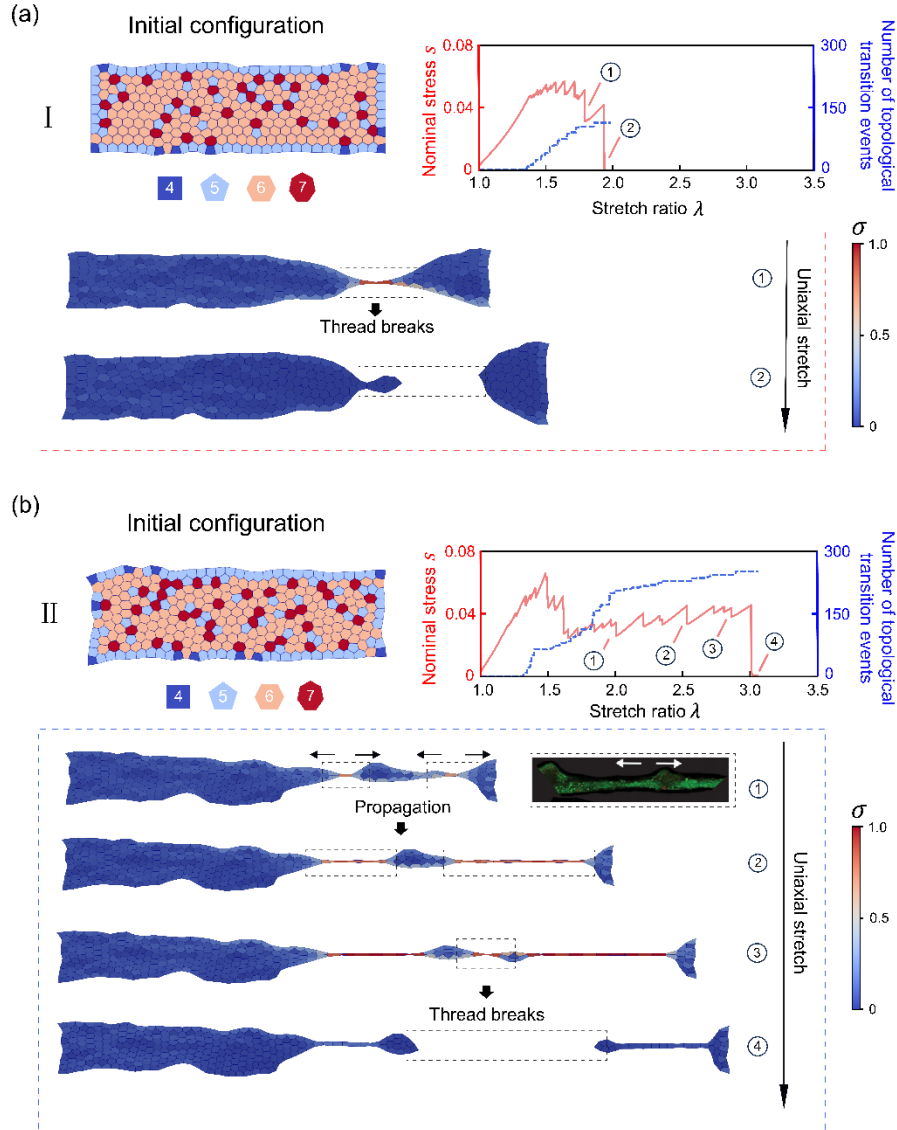 (a)
Initial configuration
I
4 5 6 7
Nominal stress s
0.08
0.04
0
300
150
0
Number of topological
transition events
1
2
1.0 1.5 2.0 2.5 3.0 3.5
Stretch ratio λ
Thread breaks
1
2
Uniaxial stretch
σ
1.0
0.5
0
(b)
Initial configuration
II
4 5 6 7
Nominal stress s
0.08
0.04
0
300
150
0
Number of topological
transition events
1
2
3
4
1.0 1.5 2.0 2.5 3.0 3.5
Stretch ratio λ
Propagation
Thread breaks
1
2
3
4
Uniaxial stretch
σ
1.0
0.5
0